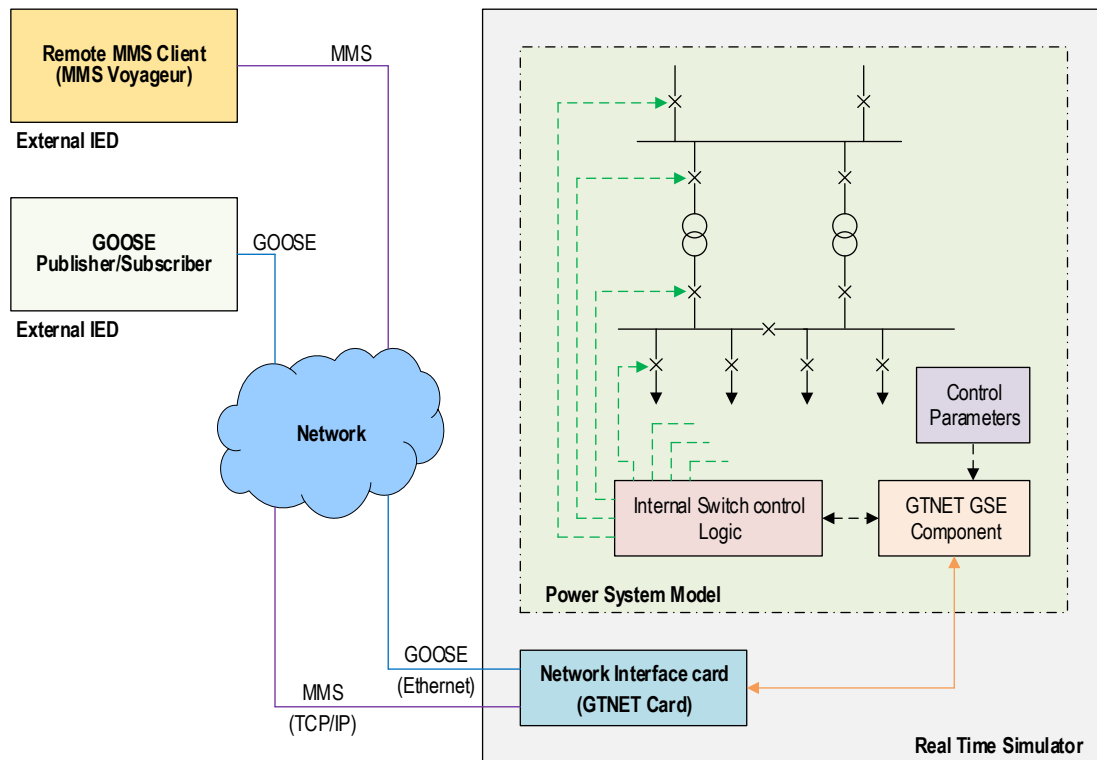 Remote MMS Client
(MMS Voyageur)
MMS
External IED
GOOSE
Publisher/Subscriber
GOOSE
External IED
Network
Control
Parameters
Internal Switch control
Logic
GTNET GSE
Component
Power System Model
GOOSE
(Ethernet)
MMS
(TCP/IP)
Network Interface card
(GTNET Card)
Real Time Simulator